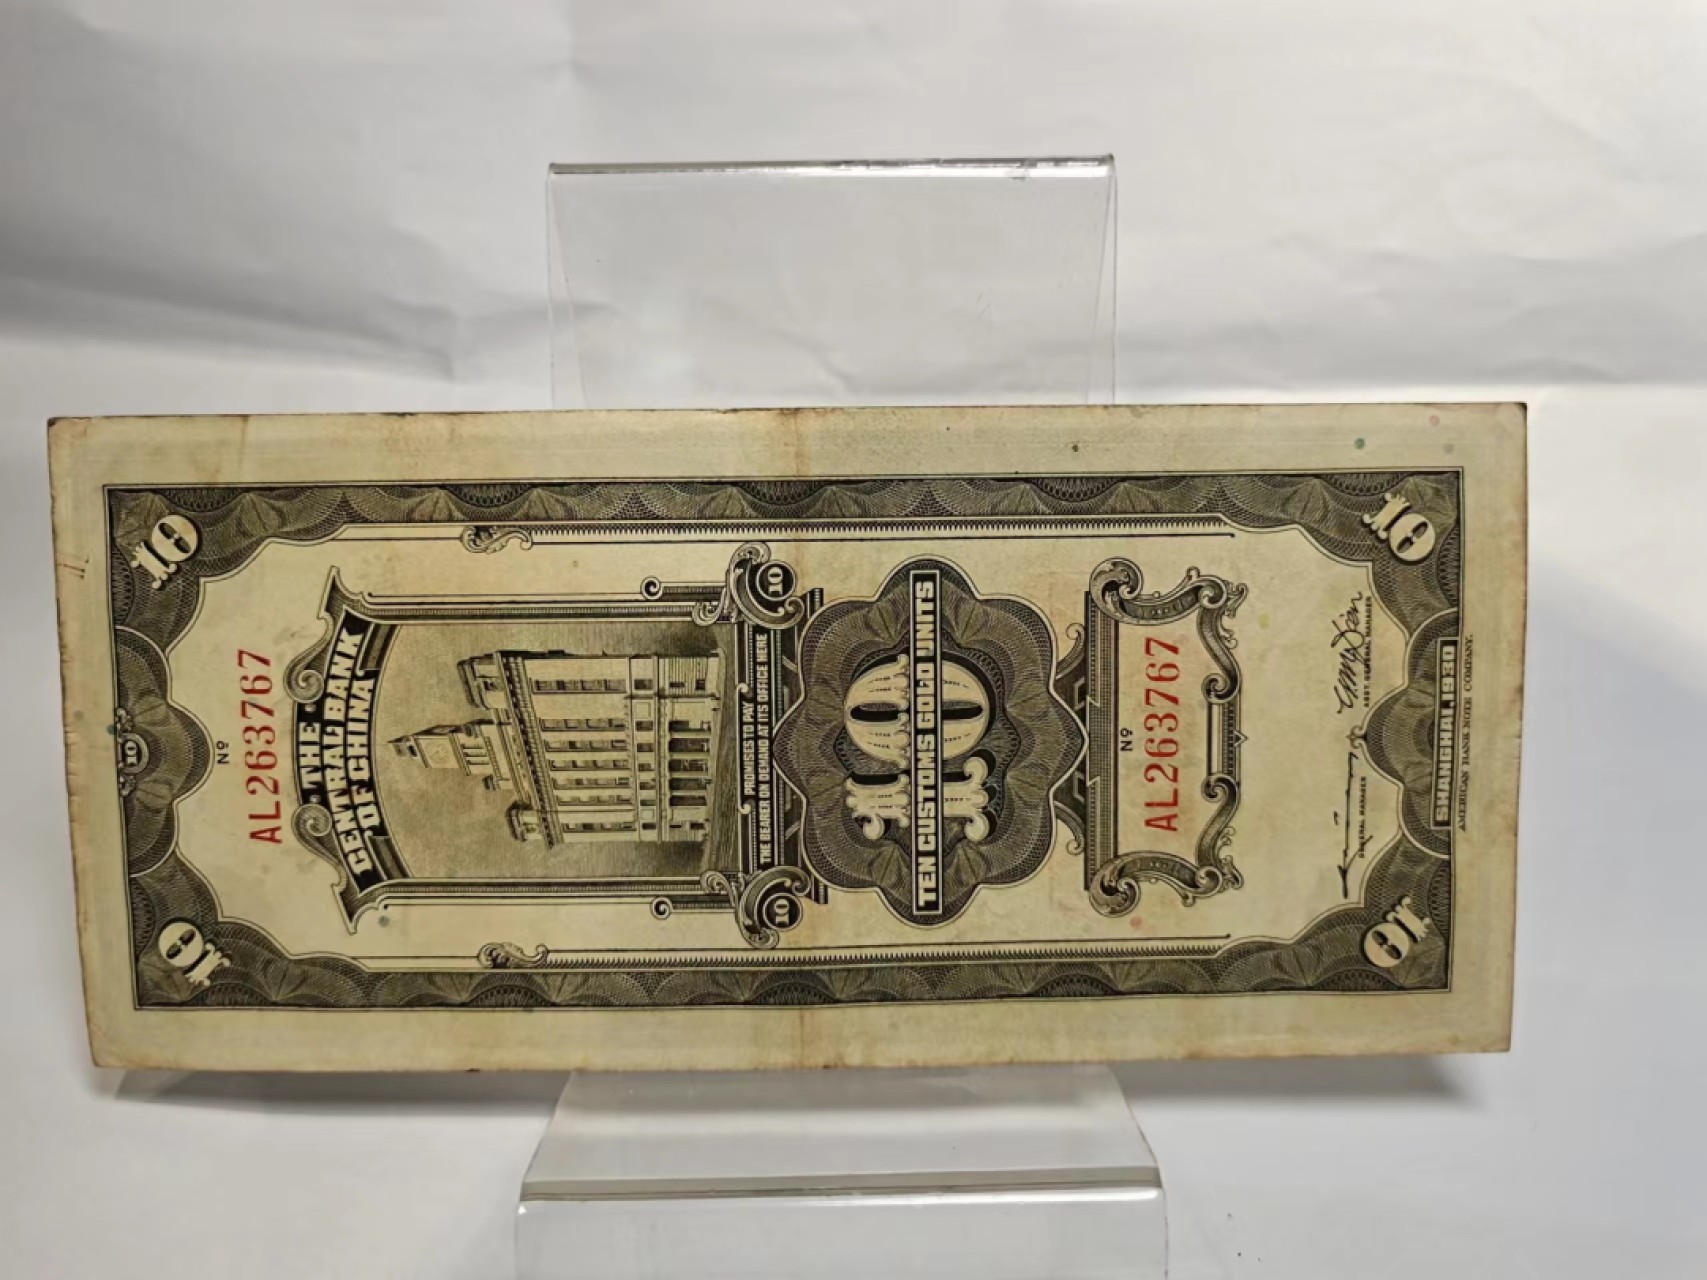 10
10
10
Nº
AL263767
THE
CENTRAL BANK
OF CHINA
PROMISES TO PAY
THE BEARER ON DEMAND AT ITS OFFICE HERE
10
10
10
TEN CUSTOMS GOLD UNITS
Nº
AL263767
GENERAL MANAGER
ASST. GENERAL MANAGER
10
10
SHANGHAI, 1930
AMERICAN BANK NOTE COMPANY.